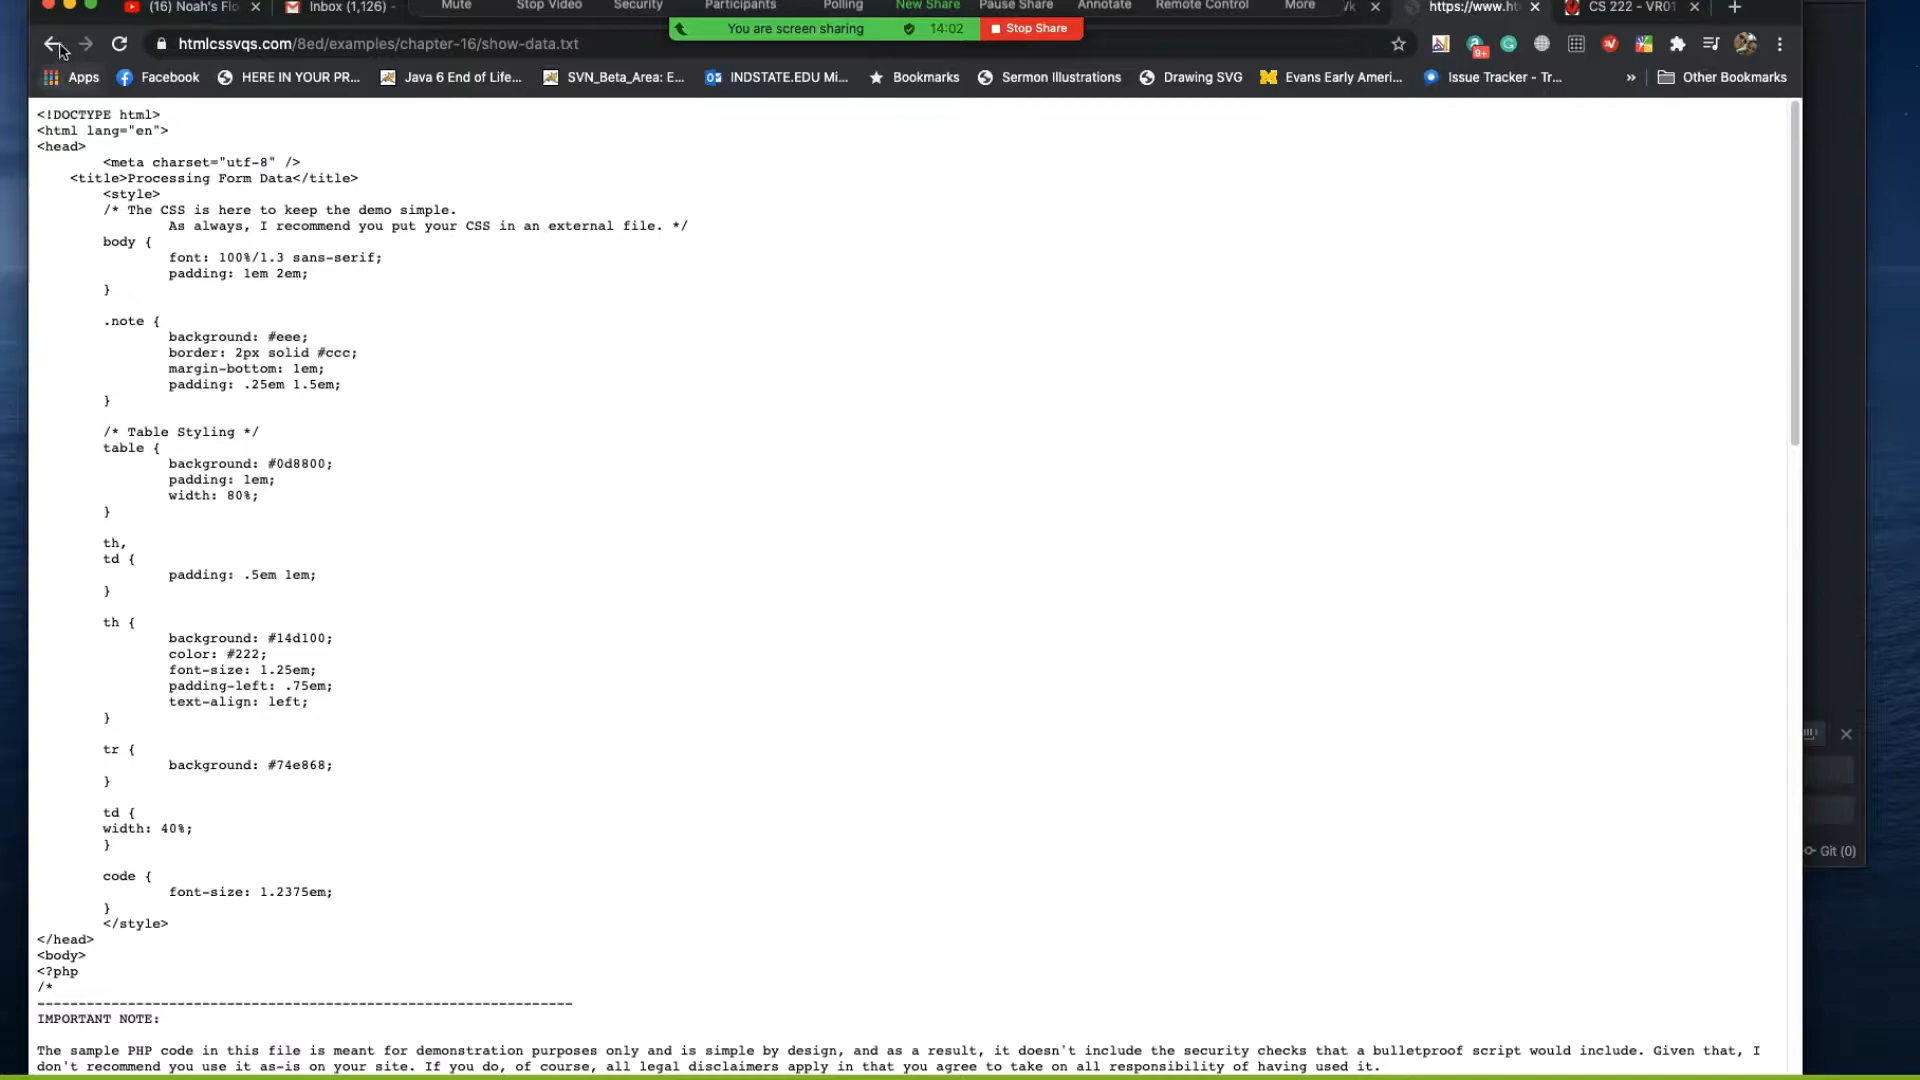 (16) Noah's Flo
Inbox (1,126) -
Mute
Stop Video
Security
Participants
Polling
New Share
Pause Share
Annotate
Remote Control
More
https://www.ht
CS 222 - VR01
You are screen sharing
14:02
Stop Share
htmlcssvqs.com/8ed/examples/chapter-16/show-data.txt
9+
Apps
Facebook
HERE IN YOUR PR...
Java 6 End of Life...
SVN_Beta_Area: E...
INDSTATE.EDU Mi...
Bookmarks
Sermon Illustrations
Drawing SVG
Evans Early Ameri...
Issue Tracker - Tr...
»
Other Bookmarks
<!DOCTYPE html>
<html lang="en">
<head>
<meta charset="utf-8" />
<title>Processing Form Data</title>
<style>
/* The CSS is here to keep the demo simple.
As always, I recommend you put your CSS in an external file. */
body {
font: 100%/1.3 sans-serif;
padding: 1em 2em;
}
.note {
background: #eee;
border: 2px solid #ccc;
margin-bottom: 1em;
padding: .25em 1.5em;
}
/* Table Styling */
table {
background: #0d8800;
padding: 1em;
width: 80%;
}
th,
td {
padding: .5em 1em;
}
th {
background: #14d100;
color: #222;
font-size: 1.25em;
padding-left: .75em;
text-align: left;
}
tr {
background: #74e868;
}
td {
width: 40%;
}
code {
font-size: 1.2375em;
}
</style>
</head>
<body>
<?php
/*
-----------------------------------------------------------------
IMPORTANT NOTE:
The sample PHP code in this file is meant for demonstration purposes only and is simple by design, and as a result, it doesn't include the security checks that a bulletproof script would include. Given that, I
don't recommend you use it as-is on your site. If you do, of course, all legal disclaimers apply in that you agree to take on all responsibility of having used it.
Git (0)